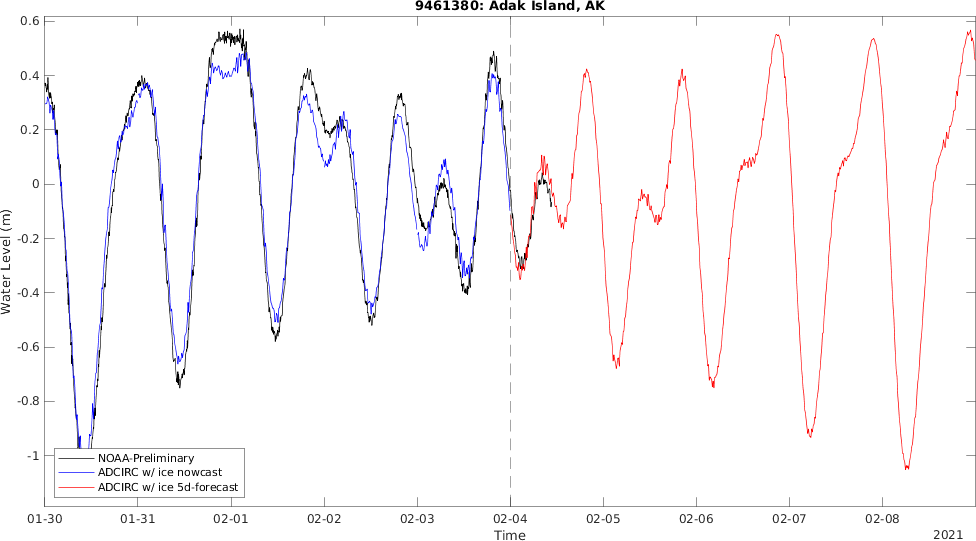 9461380: Adak Island, AK
Water Level (m)
0.6
0.4
0.2
0
-0.2
-0.4
-0.6
-0.8
-1
NOAA-Preliminary
ADCIRC w/ ice nowcast
ADCIRC w/ ice 5d-forecast
01-30 01-31 02-01 02-02 02-03 02-04 02-05 02-06 02-07 02-08
Time
2021